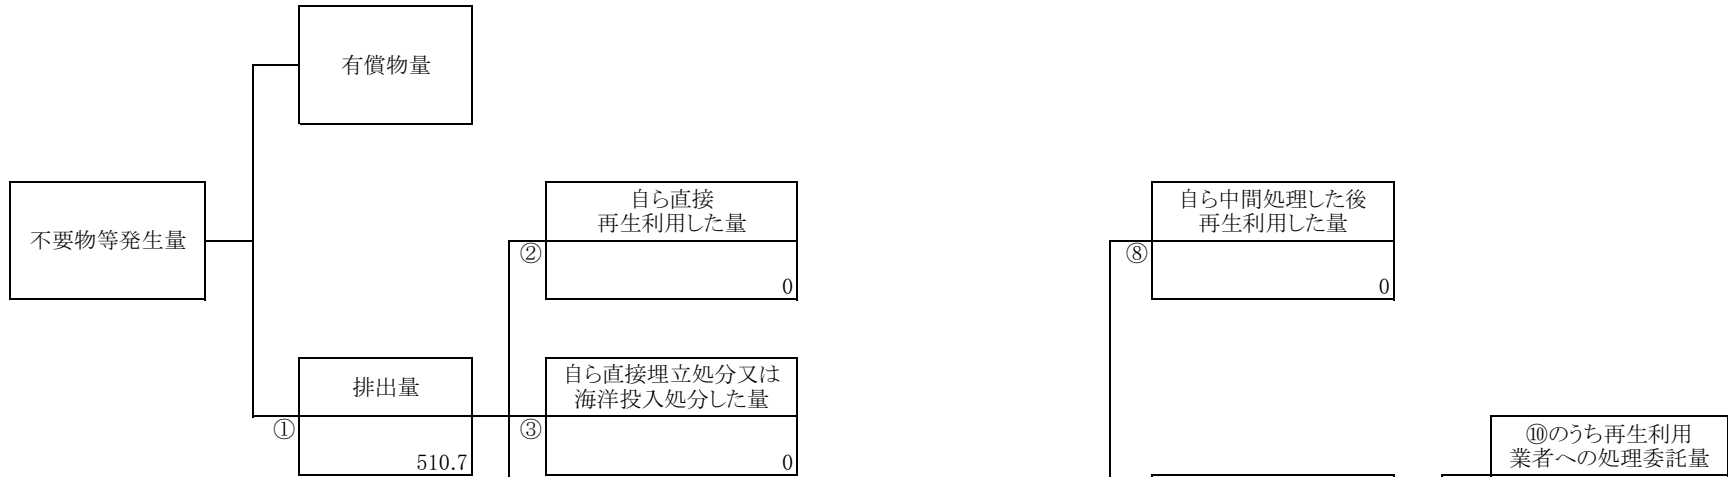 有償物量
不要物等発生量
自ら直接
再生利用した量
②
0
自ら中間処理した後
再生利用した量
⑧
0
排出量
①
510.7
自ら直接埋立処分又は
海洋投入処分した量
③
0
⑩のうち再生利用
業者への処理委託量